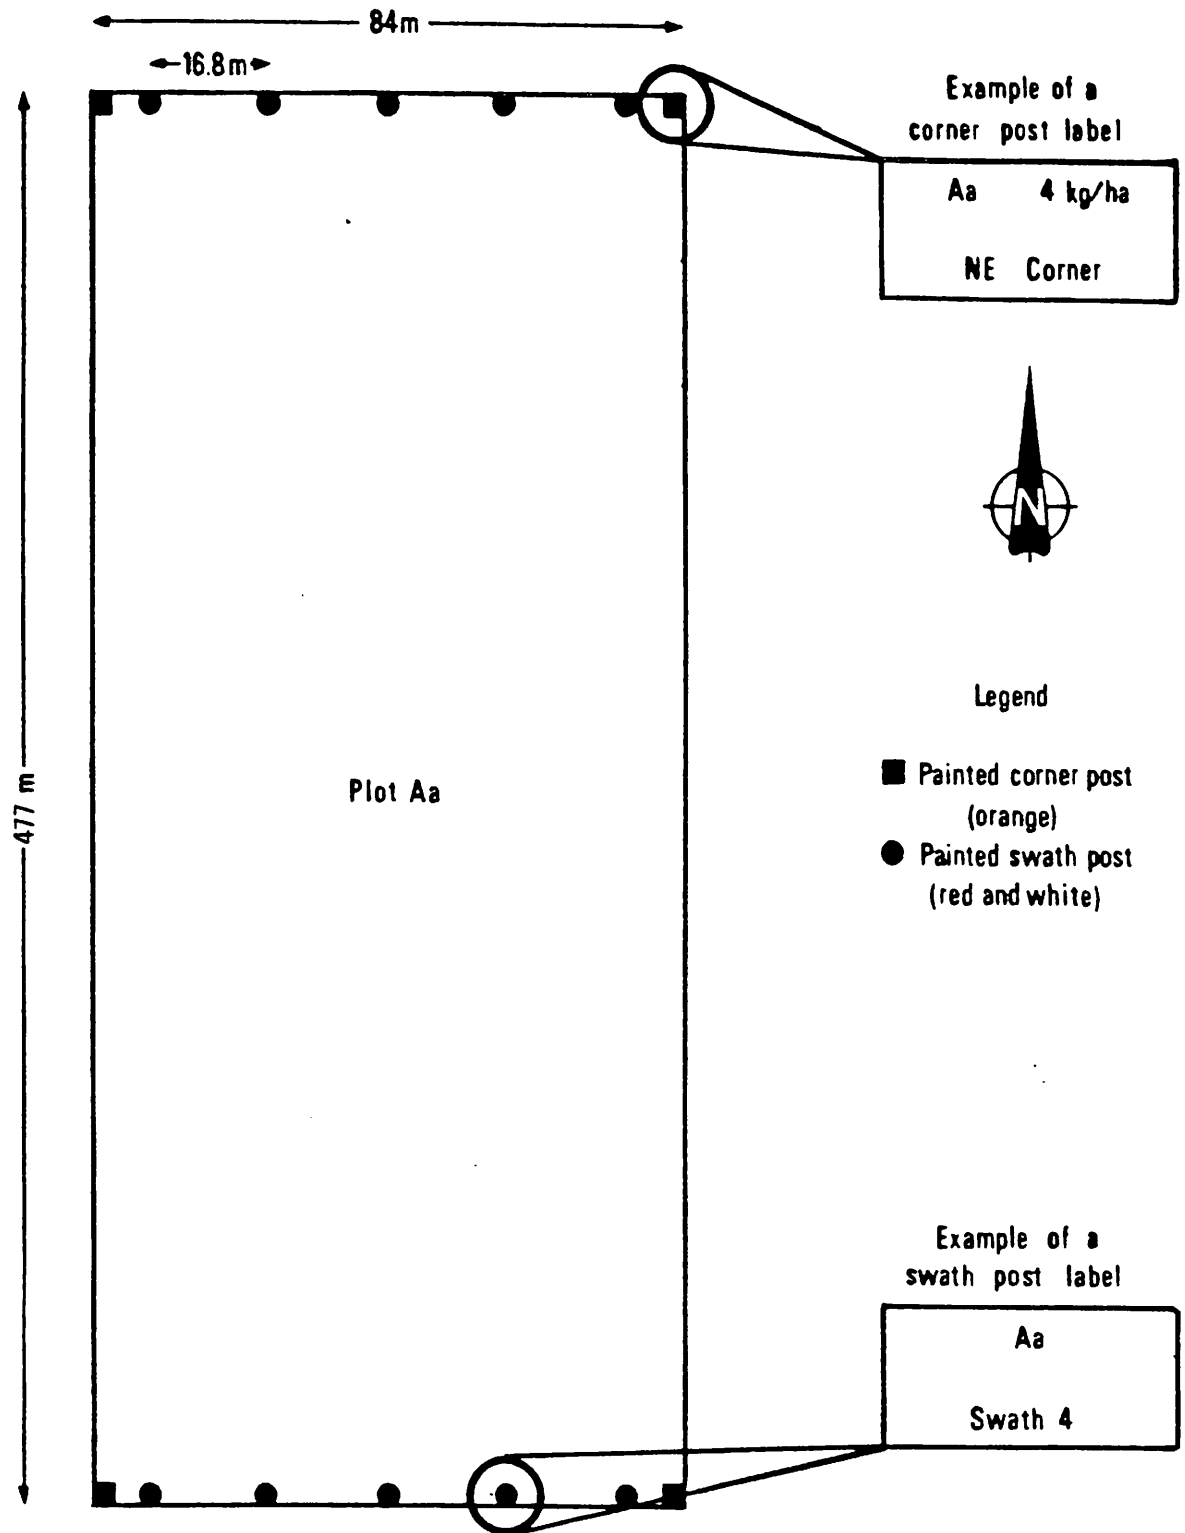 84m
16.8m
Example of a
corner post label
Aa 4 kg/ha
NE Corner
N
Legend
Painted corner post
(orange)
Painted swath post
(red and white)
Plot Aa
477 m
Example of a
swath post label
Aa
Swath 4